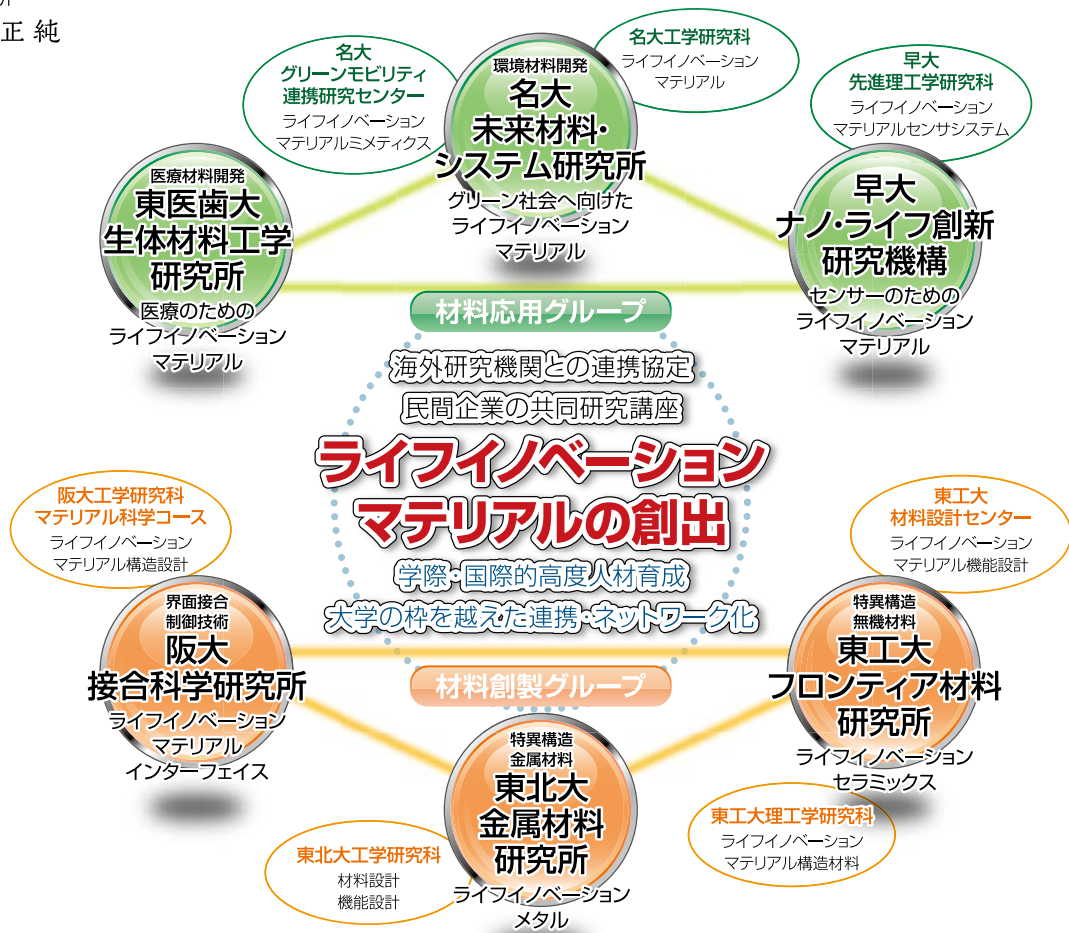 正純
名大
グリーンモビリティ
連携研究センター
ライフイノベーション
マテリアルミメティクス
環境材料開発
名大
未来材料・
システム研究所
グリーン社会へ向けた
ライフイノベーション
マテリアル
名大工学研究科
ライフイノベーション
マテリアル
早大
先進理工学研究科
ライフイノベーション
マテリアルセンサシステム
医療材料開発
東医歯大
生体材料工学
研究所
医療のための
ライフイノベーション
マテリアル
早大
ナノ・ライフ創新
研究機構
センサーのための
ライフイノベーション
マテリアル
材料応用グループ
海外研究機関との連携協定
民間企業の共同研究講座
ライフイノベーション
マテリアルの創出
学際・国際的高度人材育成
大学の枠を越えた連携・ネットワーク化
材料創製グループ
阪大工学研究科
マテリアル科学コース
ライフイノベーション
マテリアル構造設計
界面接合
制御技術
阪大
接合科学研究所
ライフイノベーション
マテリアル
インターフェイス
東工大
材料設計センター
ライフイノベーション
マテリアル機能設計
特異構造
無機材料
東工大
フロンティア材料
研究所
ライフイノベーション
セラミックス
特異構造
金属材料
東北大
金属材料
研究所
ライフイノベーション
メタル
東北大工学研究科
材料設計
機能設計
東工大理工学研究科
ライフイノベーション
マテリアル構造材料